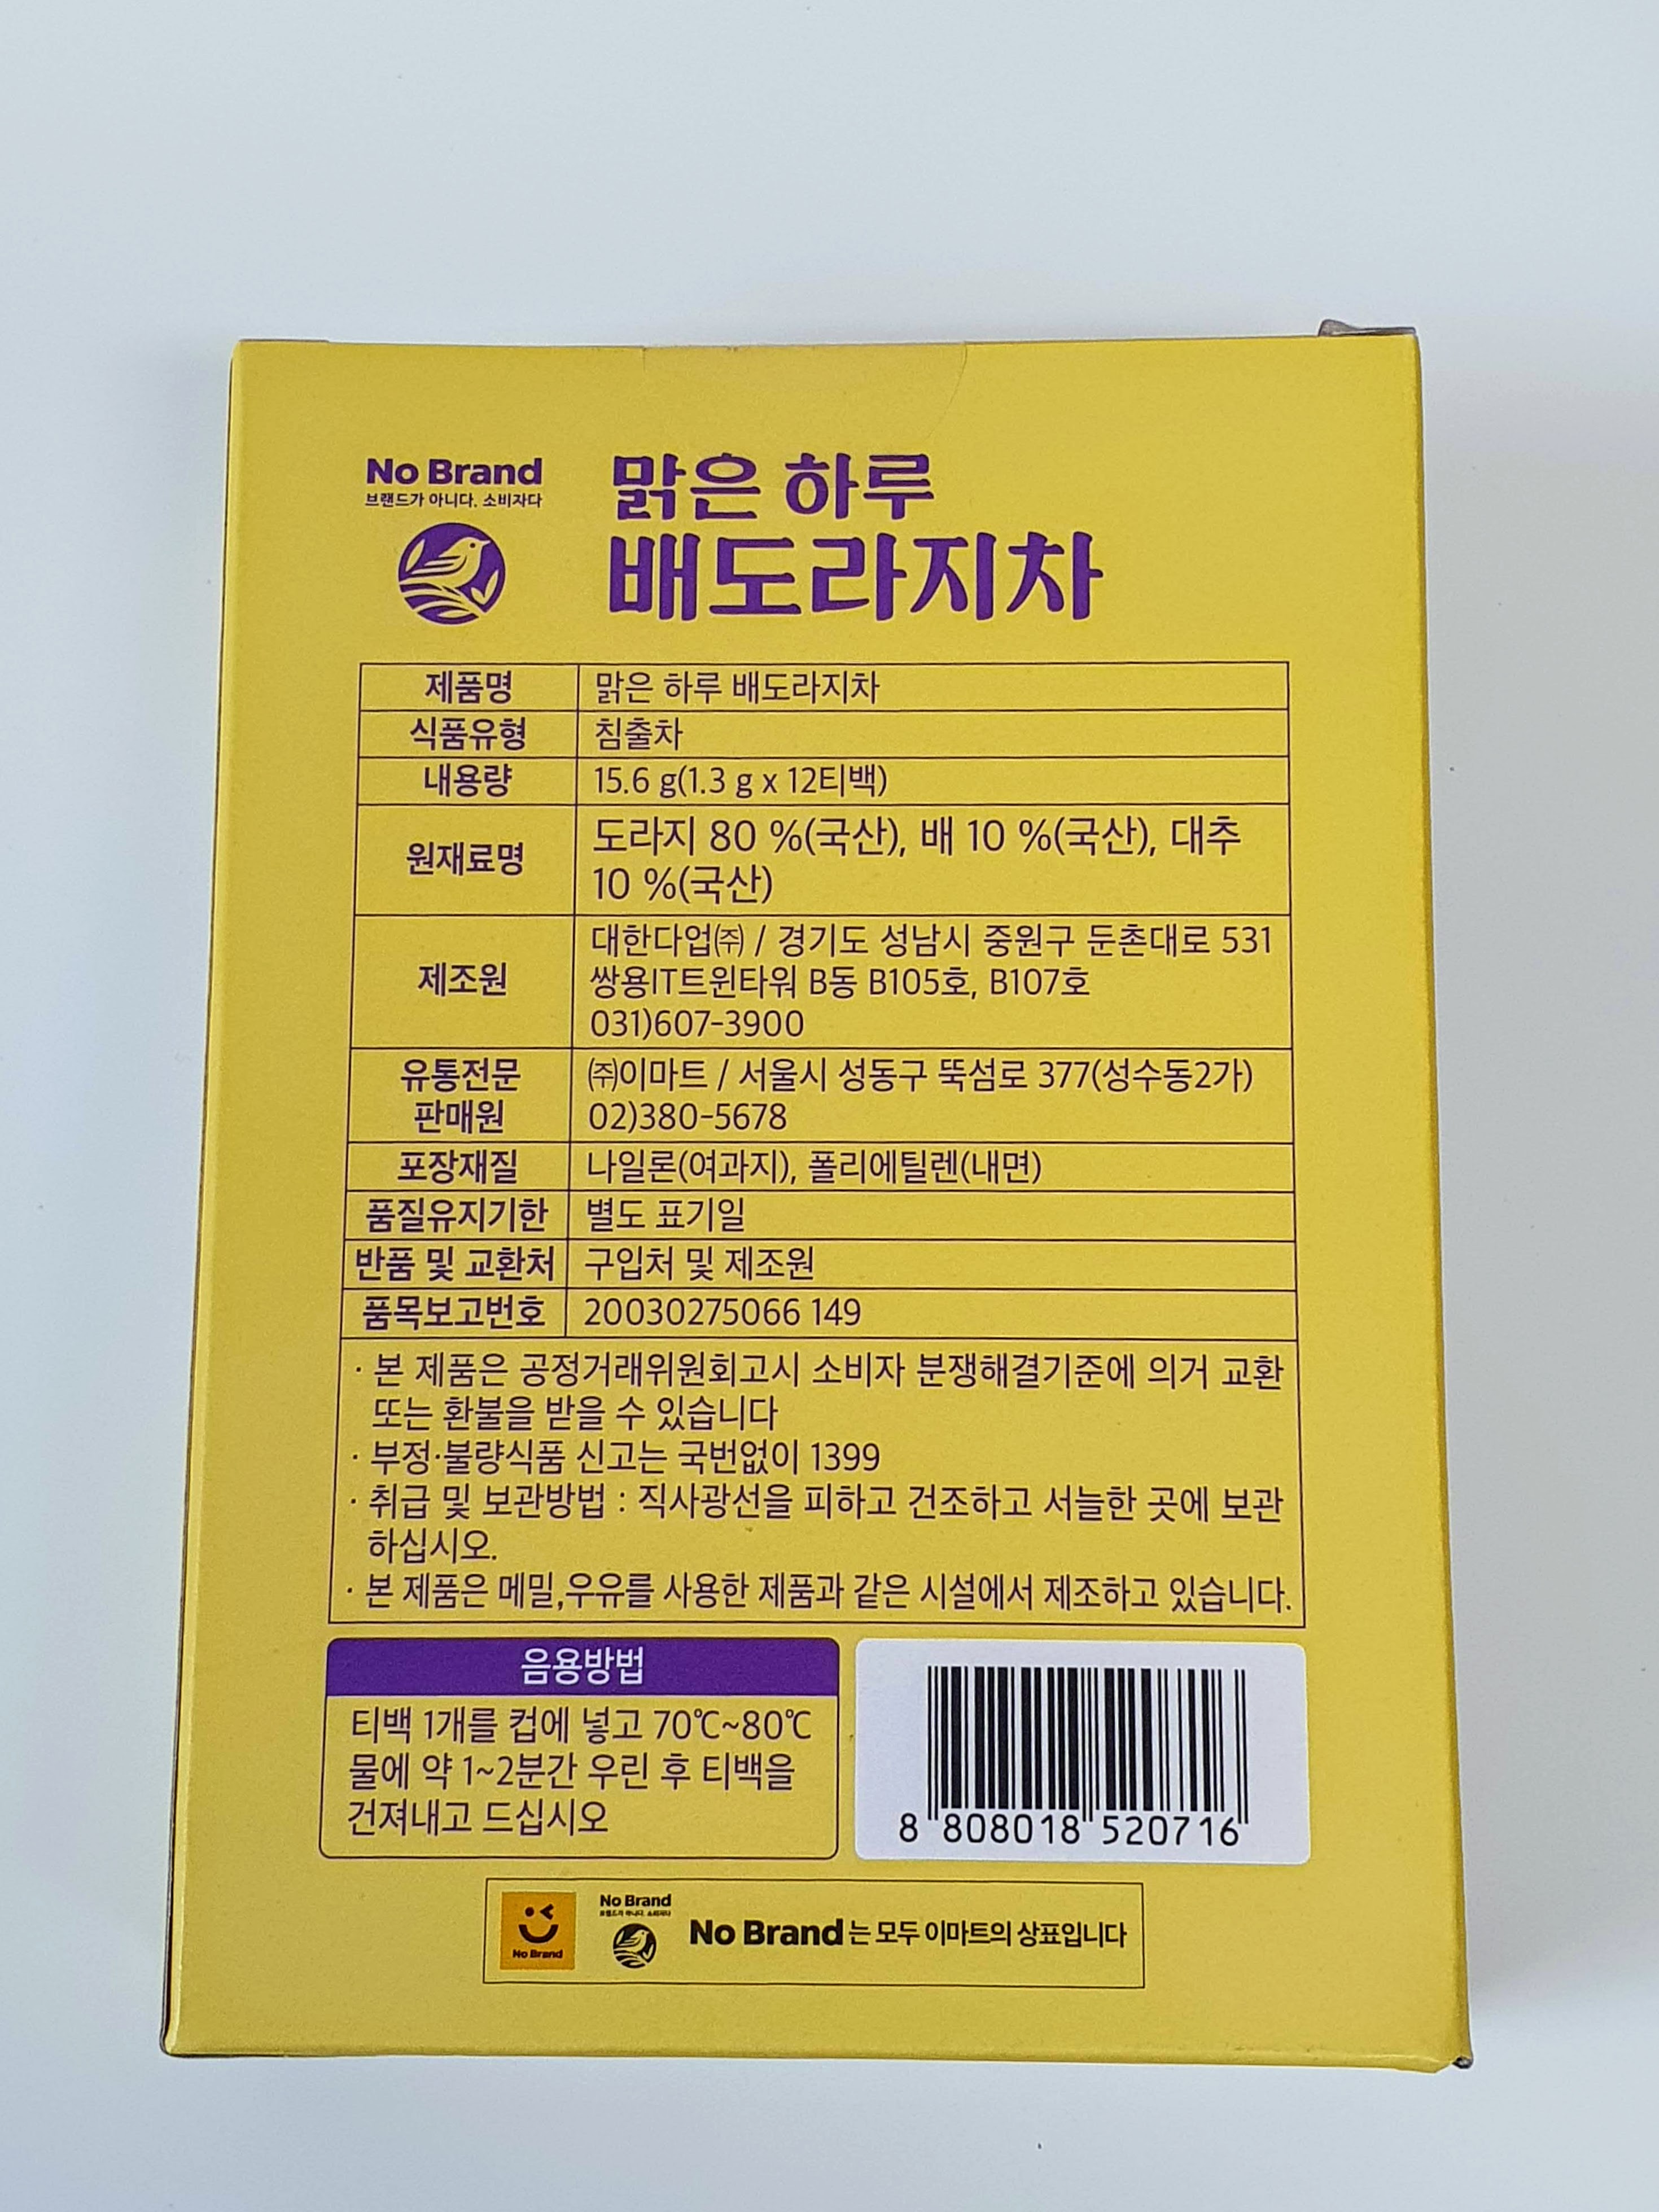 No Brand
브랜드가 아니다. 소비자다
맑은 하루
배도라지차
제품명 맑은 하루 배도라지차
식품유형 침출차
내용량 15.6 g(1.3 g x 12티백)
원재료명 도라지 80 %(국산), 배 10 %(국산), 대추
10 %(국산)
제조원 대한다업㈜ / 경기도 성남시 중원구 둔촌대로 531
쌍용IT트윈타워 B동 B105호, B107호
031)607-3900
유통전문
판매원
㈜이마트 / 서울시 성동구 뚝섬로 377(성수동2가)
02)380-5678
포장재질 나일론(여과지), 폴리에틸렌(내면)
품질유지기한 별도 표기일
반품 및 교환처 구입처 및 제조원
품목보고번호 20030275066 149
· 본 제품은 공정거래위원회고시 소비자 분쟁해결기준에 의거 교환
또는 환불을 받을 수 있습니다
· 부정·불량식품 신고는 국번없이 1399
· 취급 및 보관방법 : 직사광선을 피하고 건조하고 서늘한 곳에 보관
하십시오.
· 본 제품은 메밀,우유를 사용한 제품과 같은 시설에서 제조하고 있습니다.
음용방법
티백 1개를 컵에 넣고 70℃~80℃
물에 약 1~2분간 우린 후 티백을
건져내고 드십시오
8 808018 520716
No Brand
No Brand
브랜드가 아니다. 소비자다
No Brand는 모두 이마트의 상표입니다